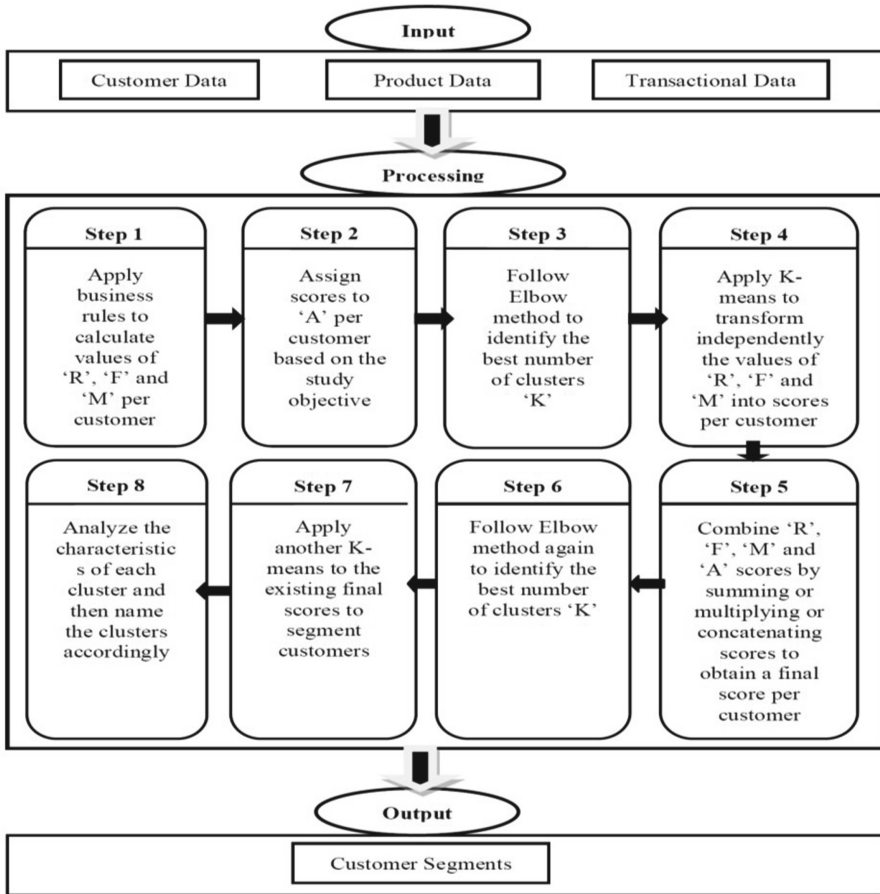 Input
Customer Data
Product Data
Transactional Data
Processing
Step 1
Apply
business
rules to
calculate
values of
‘R’, ‘F’ and
‘M’ per
customer
Step 2
Assign
scores to
‘A’ per
customer
based on the
study
objective
Step 3
Follow
Elbow
method to
identify the
best number
of clusters
‘K’
Step 4
Apply K-
means to
transform
independently
the values of
‘R’, ‘F’ and
‘M’ into scores
per customer
Step 5
Combine ‘R’,
‘F’, ‘M’ and
‘A’ scores by
summing or
multiplying or
concatenating
scores to
obtain a final
score per
customer
Step 6
Follow Elbow
method again
to identify the
best number
of clusters ‘K’
Step 7
Apply
another K-
means to the
existing final
scores to
segment
customers
Step 8
Analyze the
characteristic
s of each
cluster and
then name
the clusters
accordingly
Output
Customer Segments